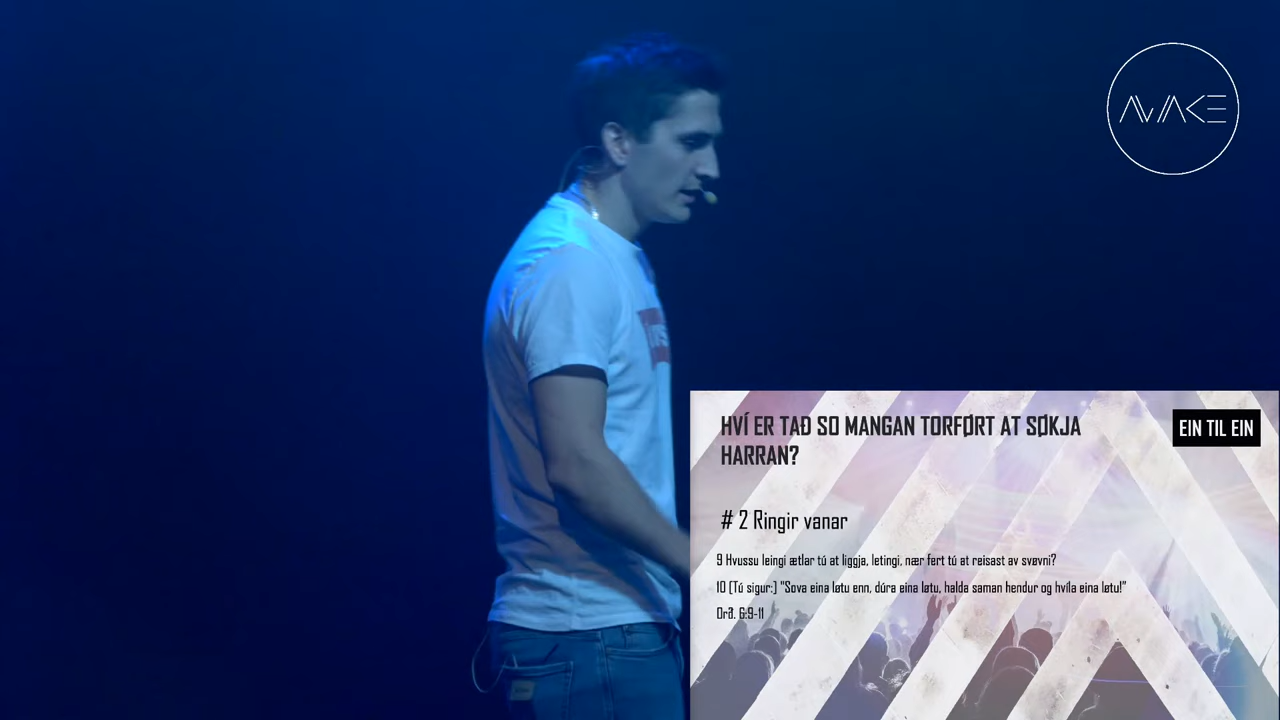 AVAKE
HVÍ ER TAÐ SO MANGAN TORFØRT AT SØKJA
HARRAN?
EIN TIL EIN
# 2 Ringir vanar
9 Hvussu leingi ætlar tú at liggja, letingi, nær fert tú at reisast av svøvni?
10 [Tú sigur:] "Sova eina løtu enn, dúra eina løtu, halda saman hendur og hvíla eina løtu!"
Orð. 6:9-11